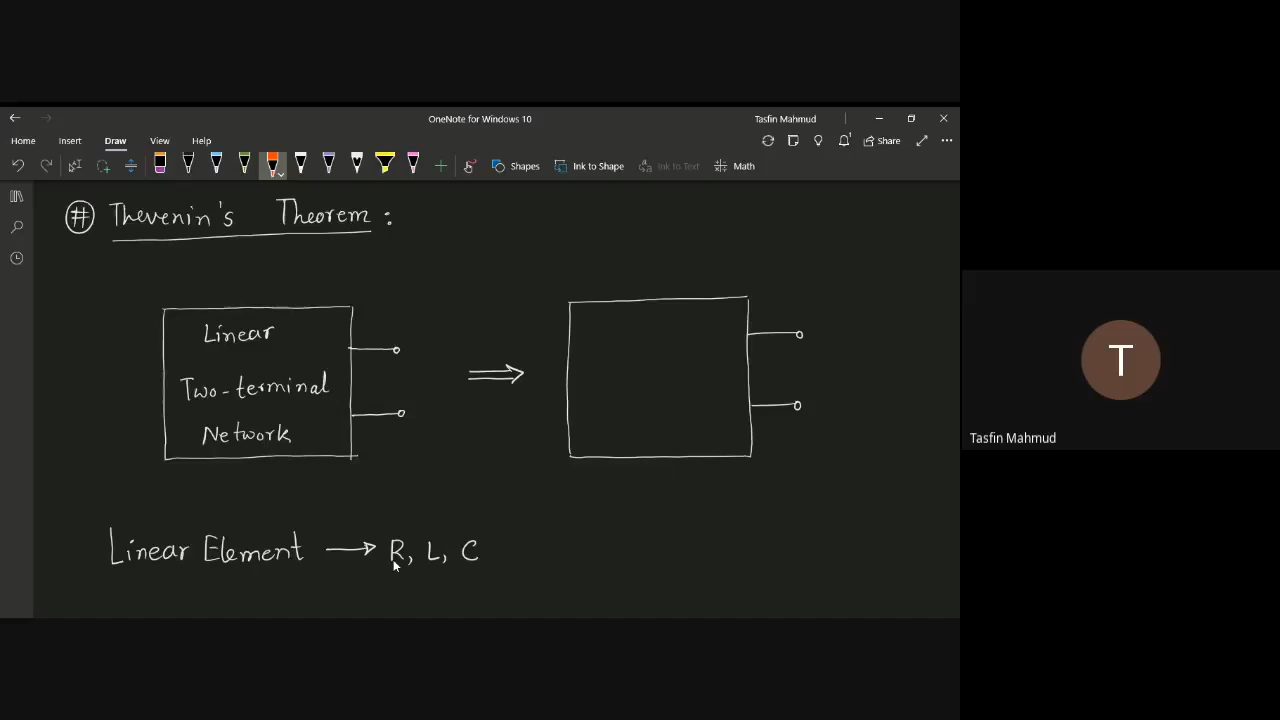 OneNote for Windows 10
Tasfin Mahmud
Home Insert Draw View Help
Share
Shapes Ink to Shape Ink to Text Math
# Thevenin's Theorem :
Linear
Two-terminal
Network
Linear Element → R, L, C
T
Tasfin Mahmud